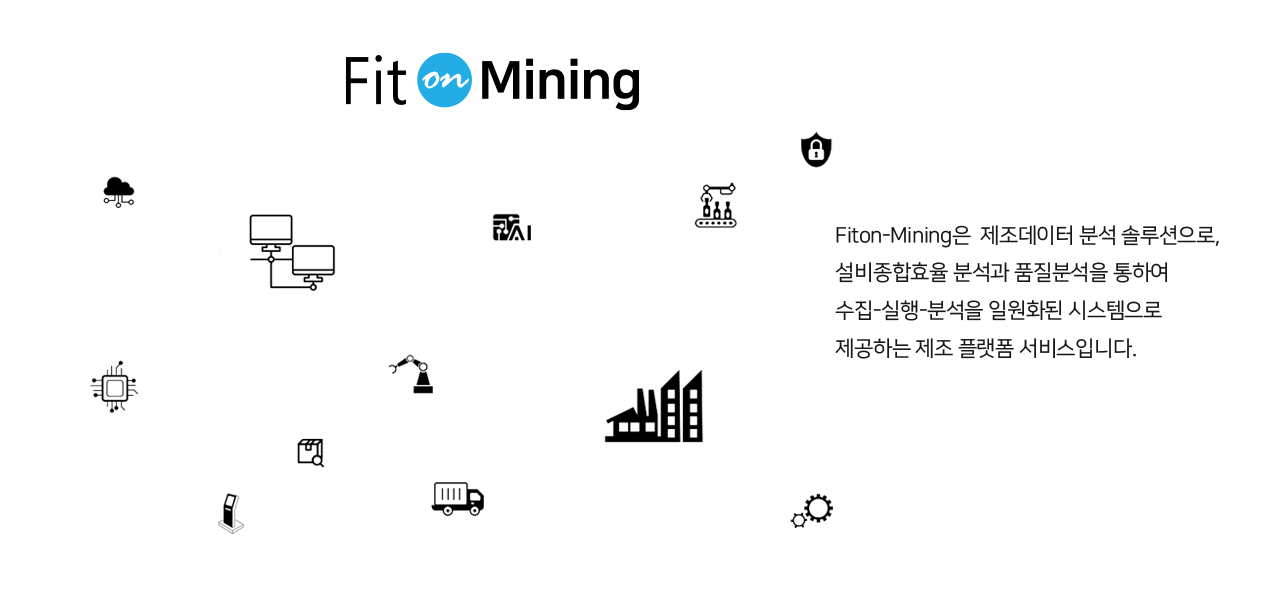 Fit on Mining
AI
Fiton-Mining은 제조데이터 분석 솔루션으로,
설비종합효율 분석과 품질분석을 통하여
수집-실행-분석을 일원화된 시스템으로
제공하는 제조 플랫폼 서비스입니다.